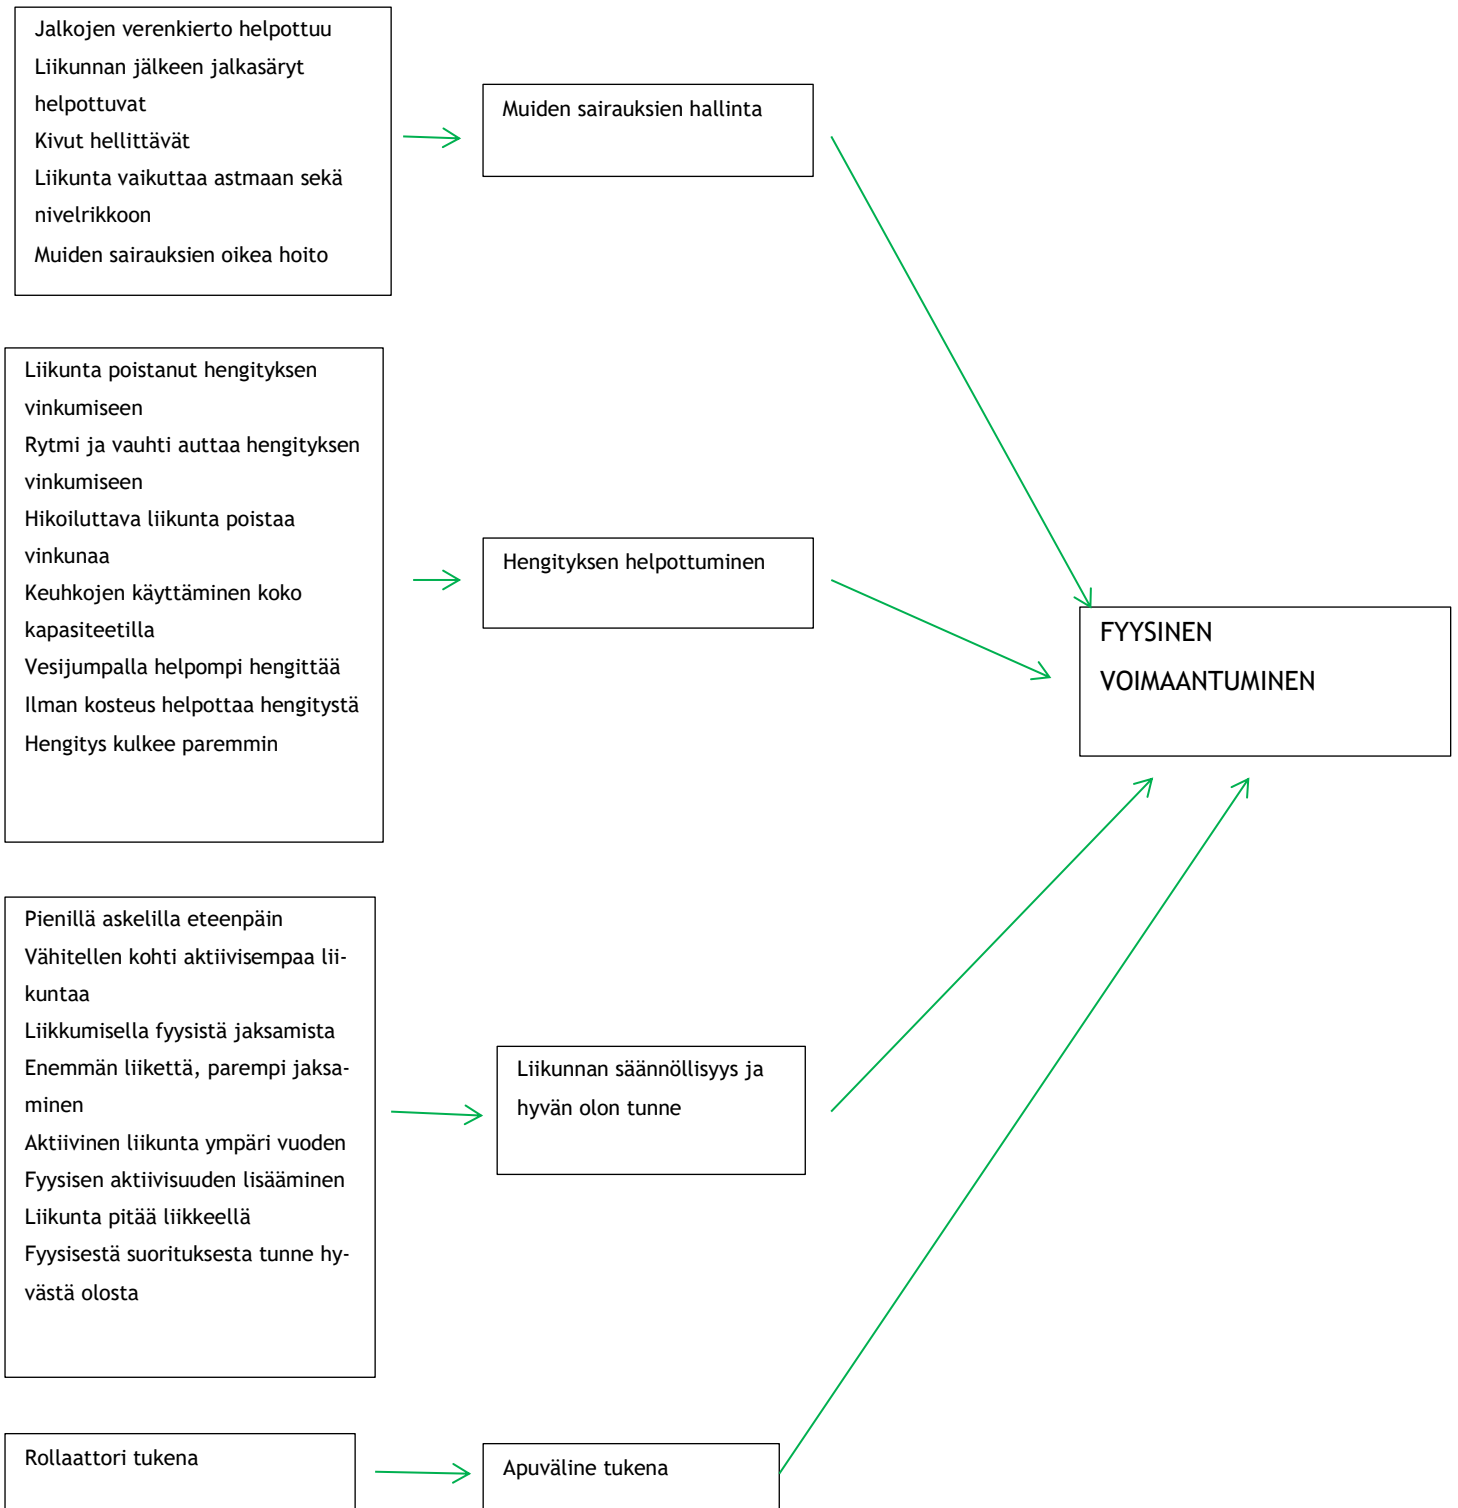 Jalkojen verenkierto helpottuu
Liikunnan jälkeen jalkasäryt
helpottuvat
Kivut hellittävät
Liikunta vaikuttaa astmaan sekä
nivelrikkoon
Muiden sairauksien oikea hoito
Muiden sairauksien hallinta
Liikunta poistanut hengityksen
vinkumiseen
Rytmi ja vauhti auttaa hengityksen
vinkumiseen
Hikoiluttava liikunta poistaa
vinkunaa
Keuhkojen käyttäminen koko
kapasiteetilla
Vesijumpalla helpompi hengittää
Ilman kosteus helpottaa hengitystä
Hengitys kulkee paremmin
Hengityksen helpottuminen
FYYSINEN
VOIMAANTUMINEN
Pienillä askelilla eteenpäin
Vähitellen kohti aktiivisempaa lii-
kuntaa
Liikkumisella fyysistä jaksamista
Enemmän liikettä, parempi jaksa-
minen
Aktiivinen liikunta ympäri vuoden
Fyysisen aktiivisuuden lisääminen
Liikunta pitää liikkeellä
Fyysisestä suorituksesta tunne hy-
västä olosta
Liikunnan säännöllisyys ja
hyvän olon tunne
Rollaattori tukena
Apuväline tukena